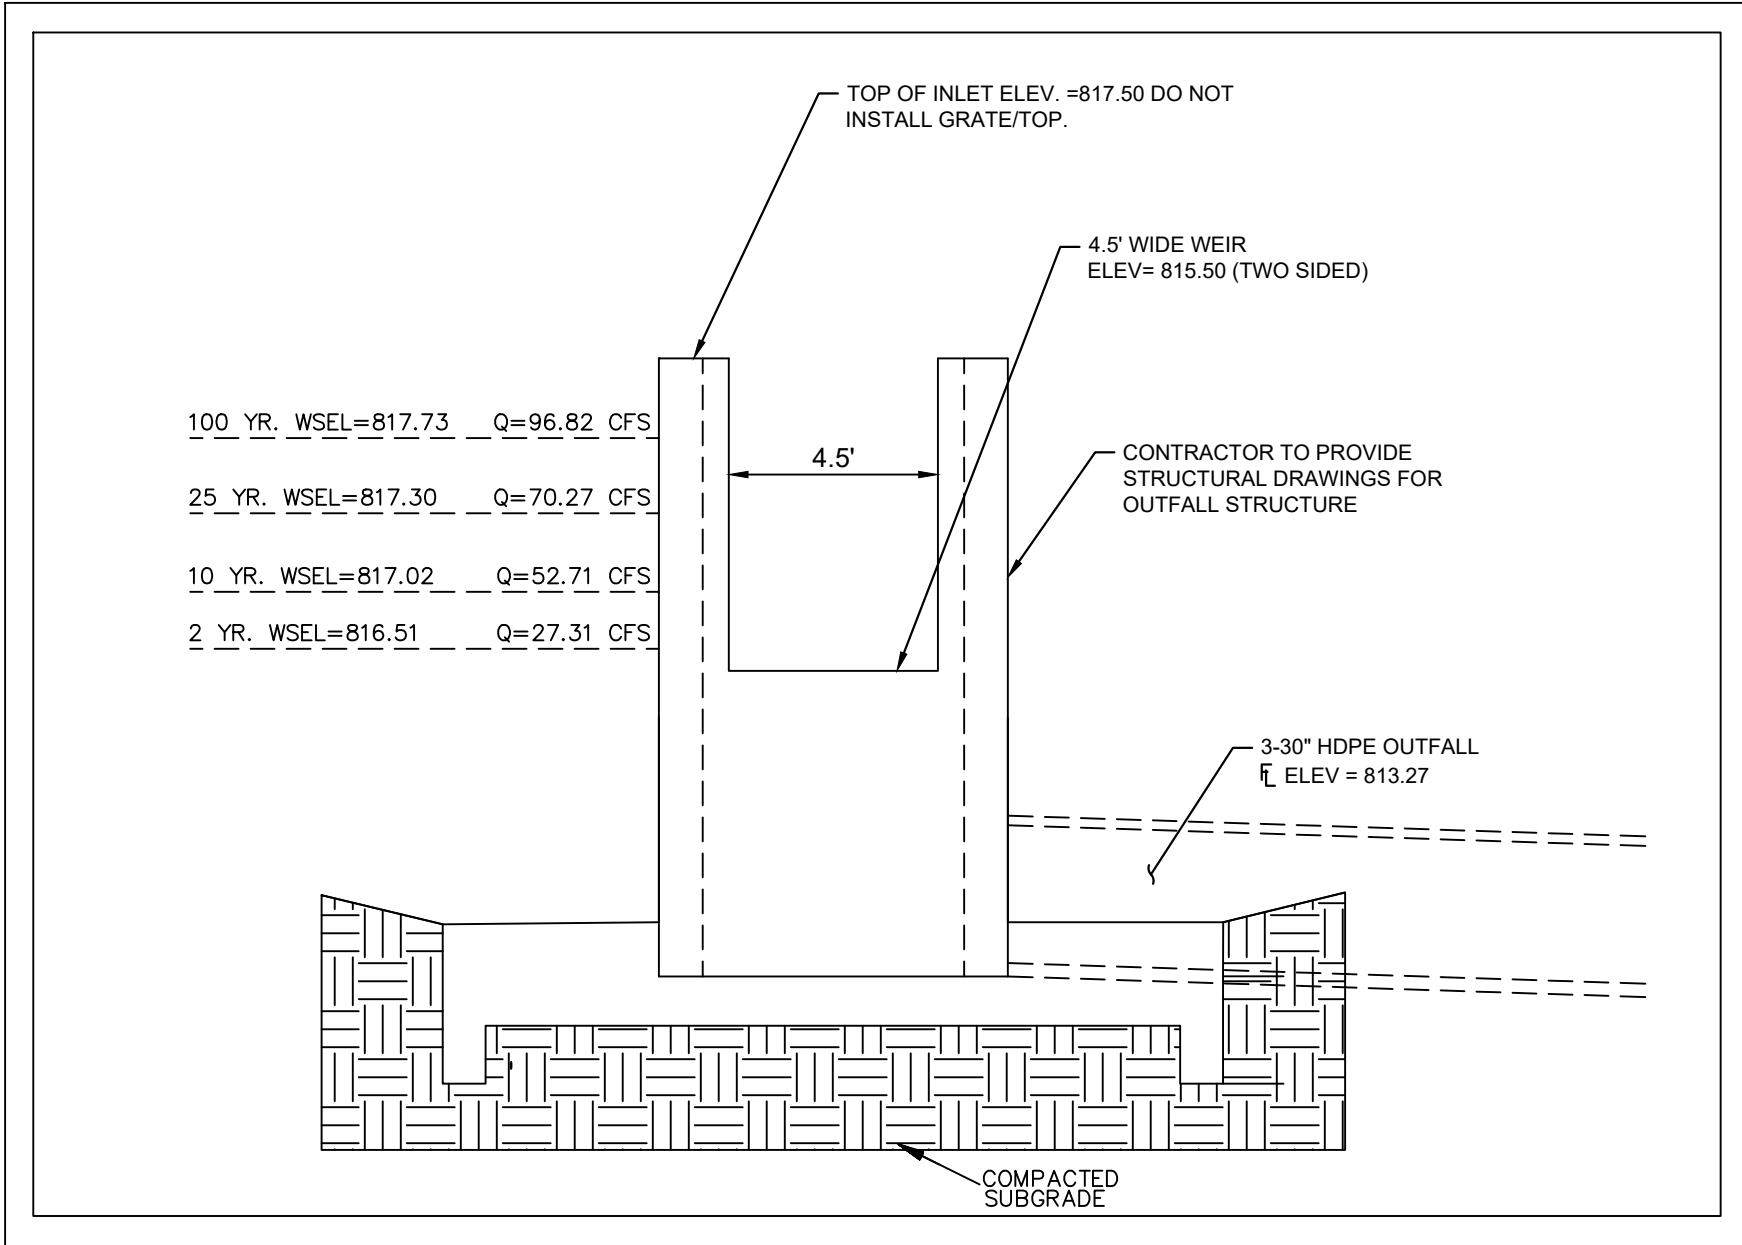 TOP OF INLET ELEV. =817.50 DO NOT
INSTALL GRATE/TOP.
4.5' WIDE WEIR
ELEV= 815.50 (TWO SIDED)
100 YR. WSEL=817.73 Q=96.82 CFS
4.5'
CONTRACTOR TO PROVIDE
STRUCTURAL DRAWINGS FOR
OUTFALL STRUCTURE
25 YR. WSEL=817.30 Q=70.27 CFS
10 YR. WSEL=817.02 Q=52.71 CFS
2 YR. WSEL=816.51 Q=27.31 CFS
3-30" HDPE OUTFALL
FL ELEV = 813.27
COMPACTED
SUBGRADE